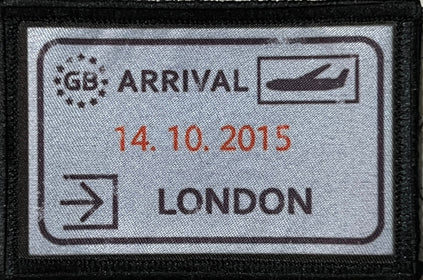 GB ARRIVAL
14. 10. 2015
LONDON